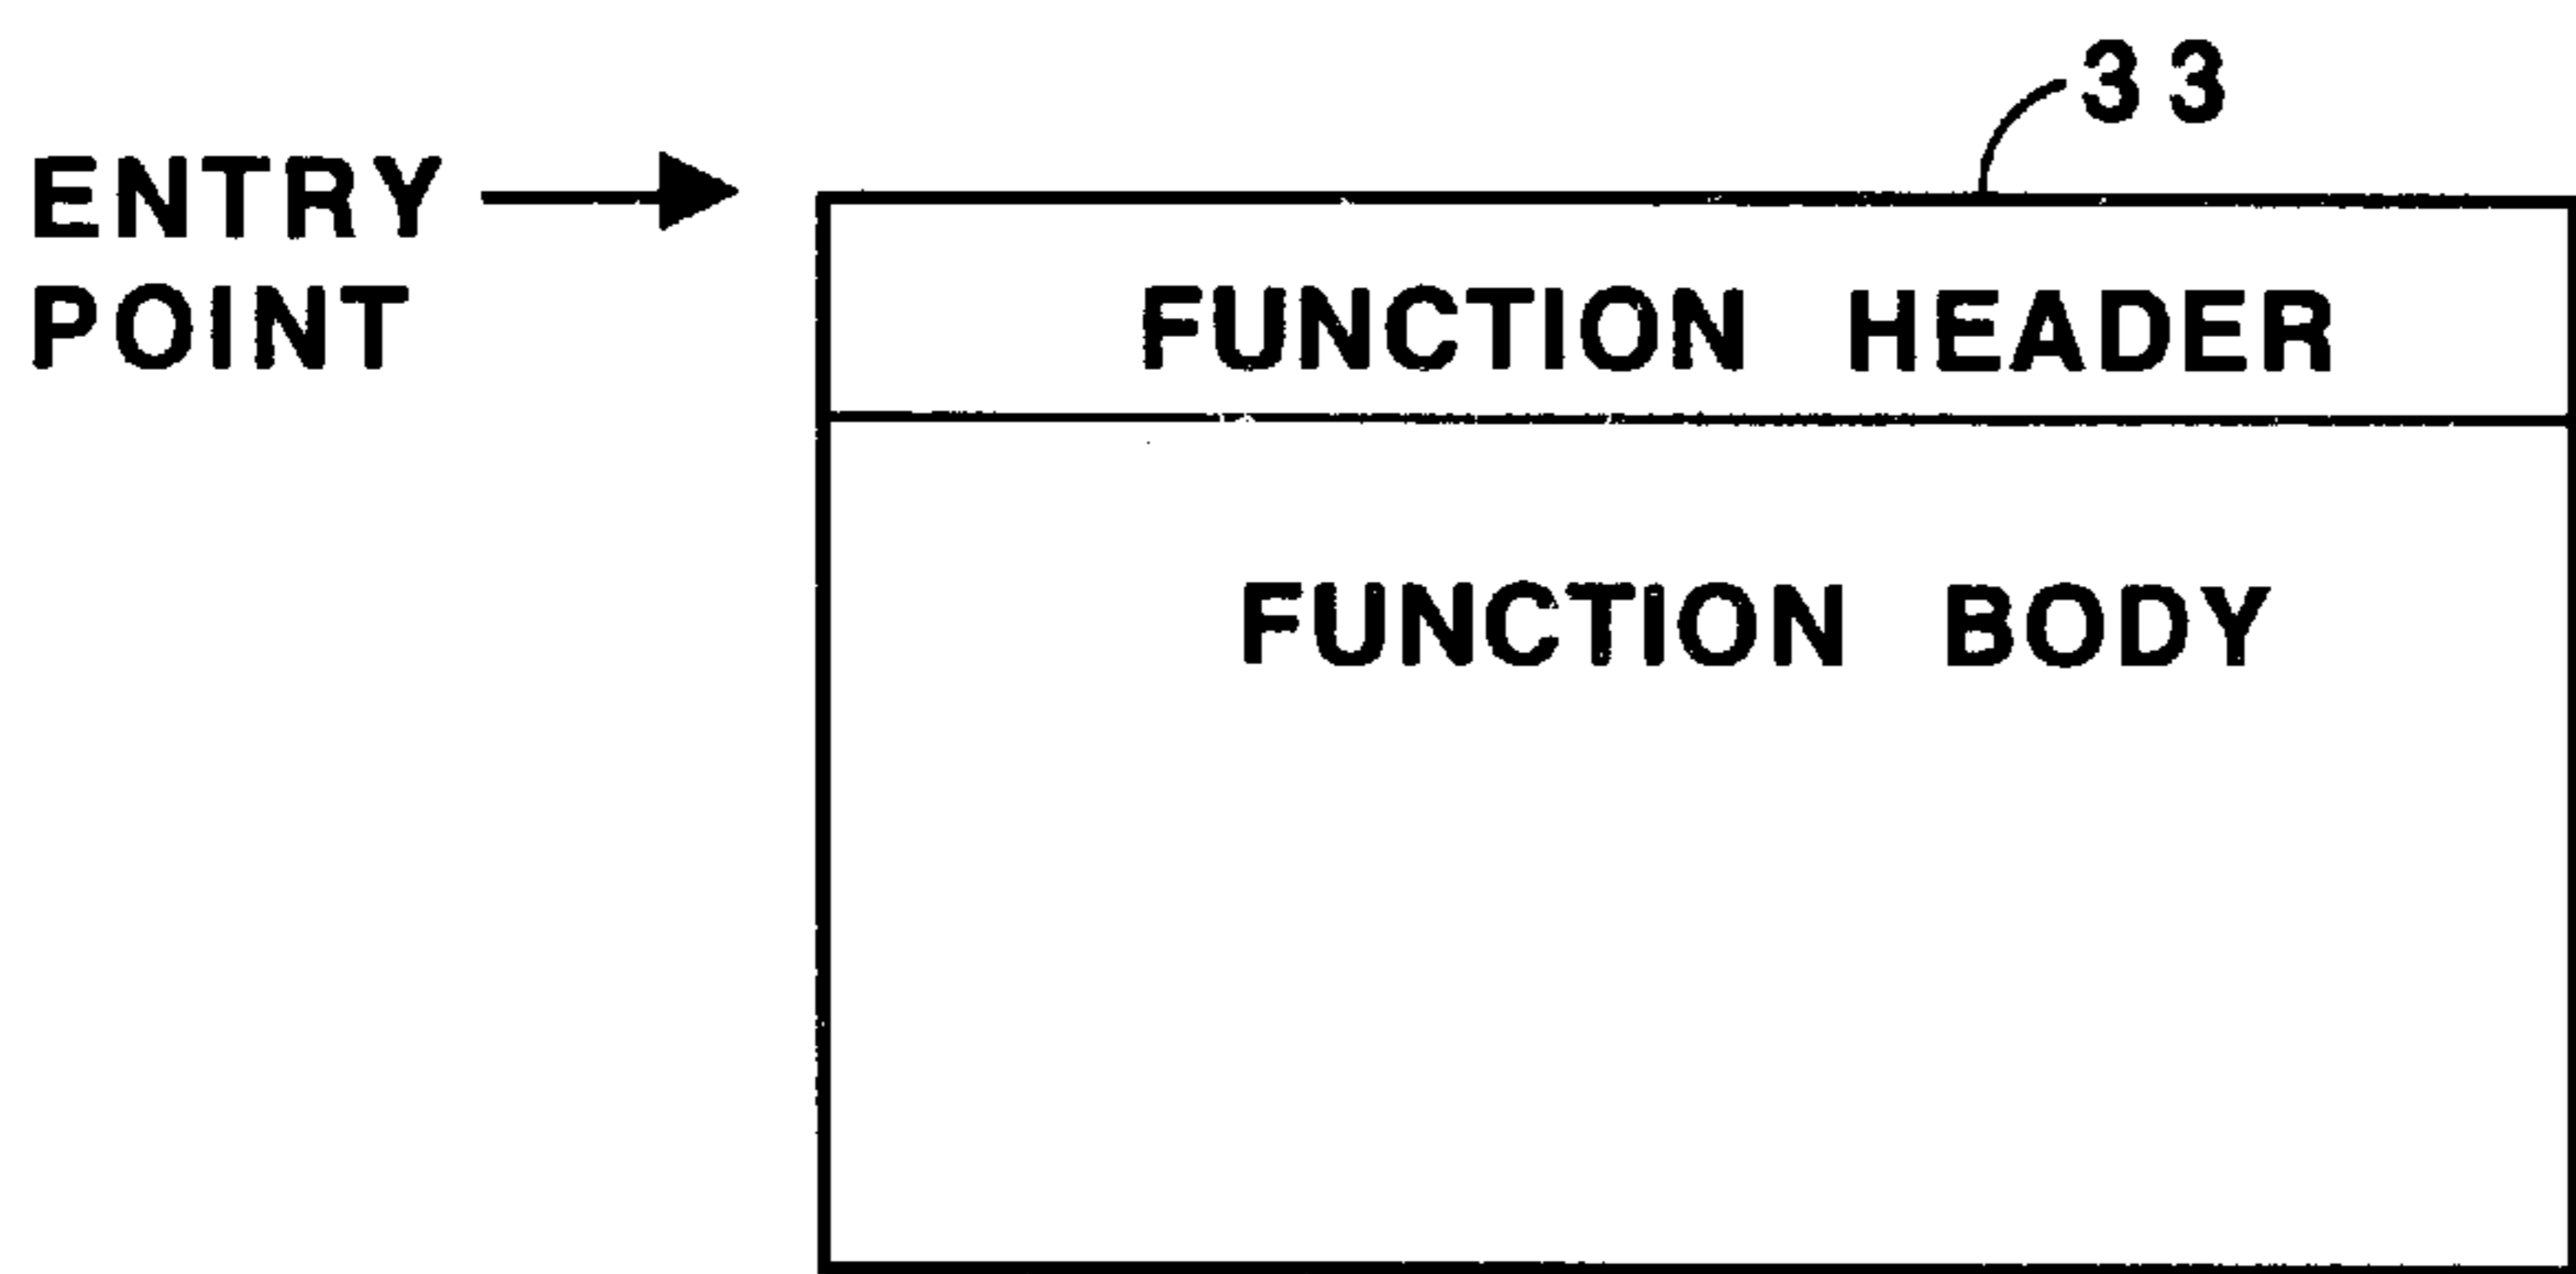 33
ENTRY
POINT
FUNCTION HEADER
FUNCTION BODY